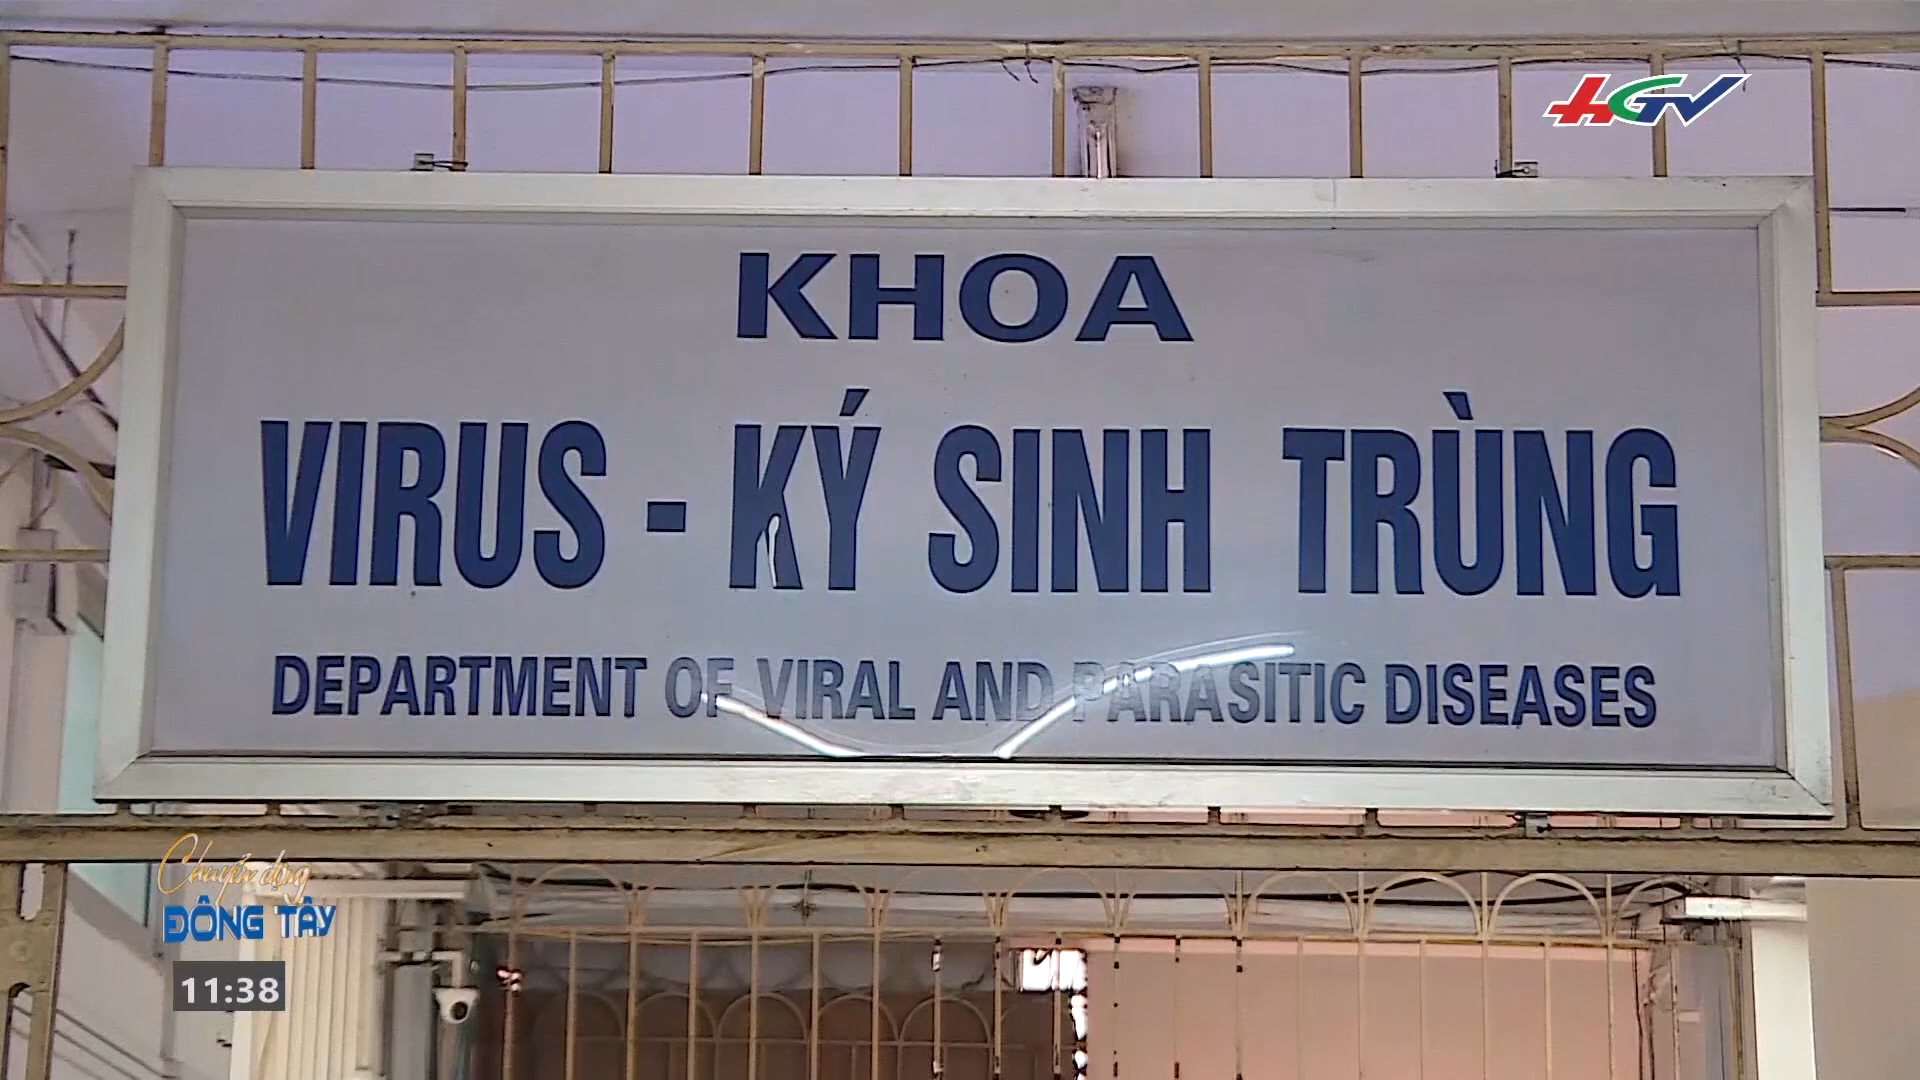 HGV
KHOA
VIRUS - KÝ SINH TRÙNG
DEPARTMENT OF VIRAL AND PARASITIC DISEASES
Chuyển động
ĐÔNG TÂY
11:38